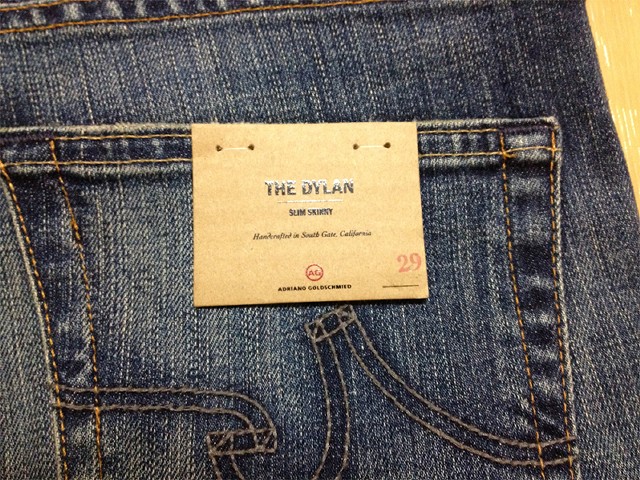 THE DYLAN
SLIM SKINNY
Handcrafted in South Gate, California
29
AG
ADRIANO GOLDSCHMIED